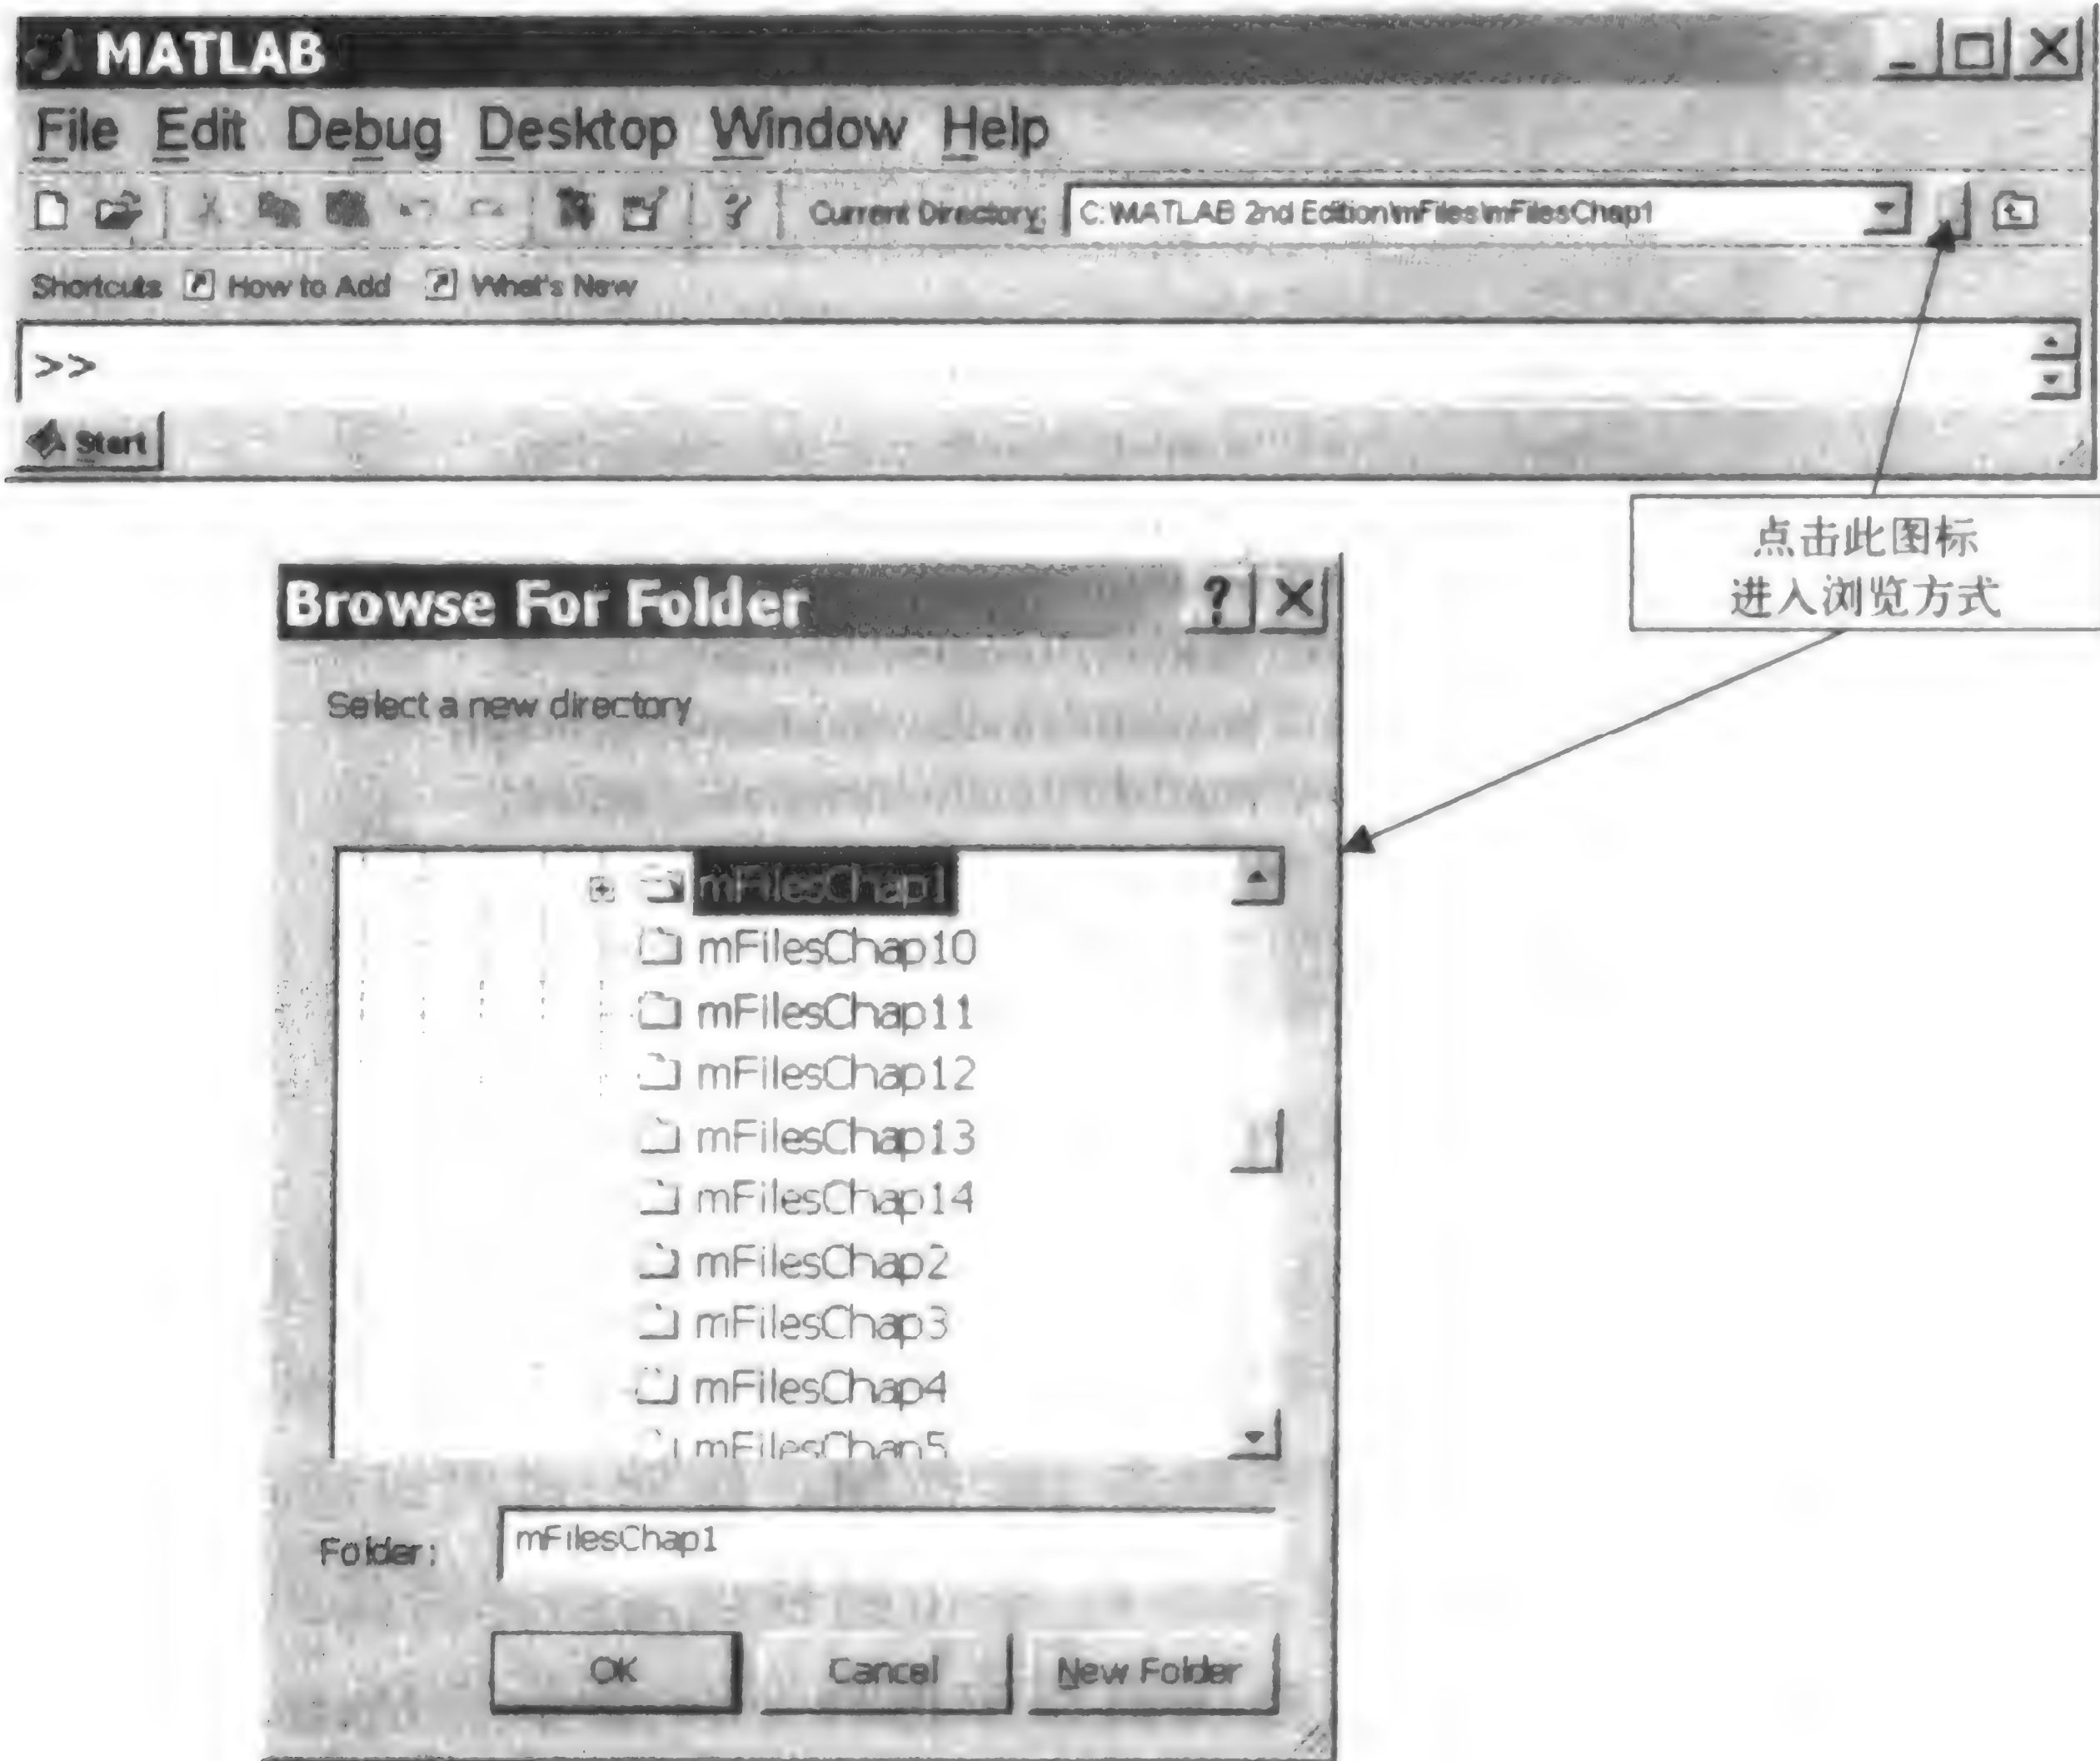 MATLAB
File Edit Debug Desktop Window Help
Current Directory: C:\MATLAB 2nd Edition\mFiles\mFilesChap1
Shortcuts How to Add What's New
>>
Start
点击此图标
进入浏览方式
Browse For Folder
Select a new directory
mFilesChap1
mFilesChap10
mFilesChap11
mFilesChap12
mFilesChap13
mFilesChap14
mFilesChap2
mFilesChap3
mFilesChap4
mFilesChap5
Folder: mFilesChap1
OK Cancel New Folder